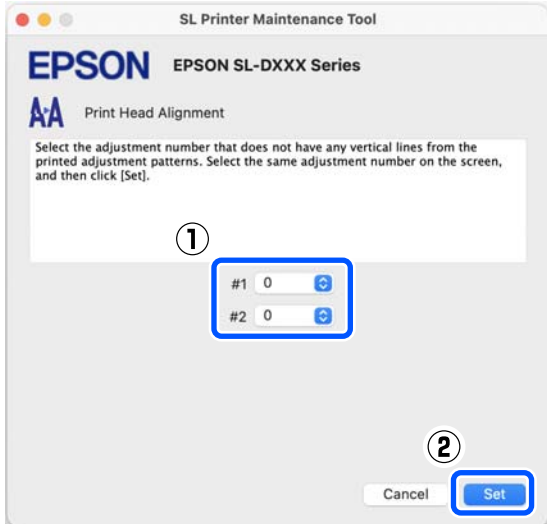 SL Printer Maintenance Tool
EPSON EPSON SL-DXXX Series
A-A Print Head Alignment
Select the adjustment number that does not have any vertical lines from the
printed adjustment patterns. Select the same adjustment number on the screen,
and then click [Set].
①
#1 0
#2 0
②
Cancel Set